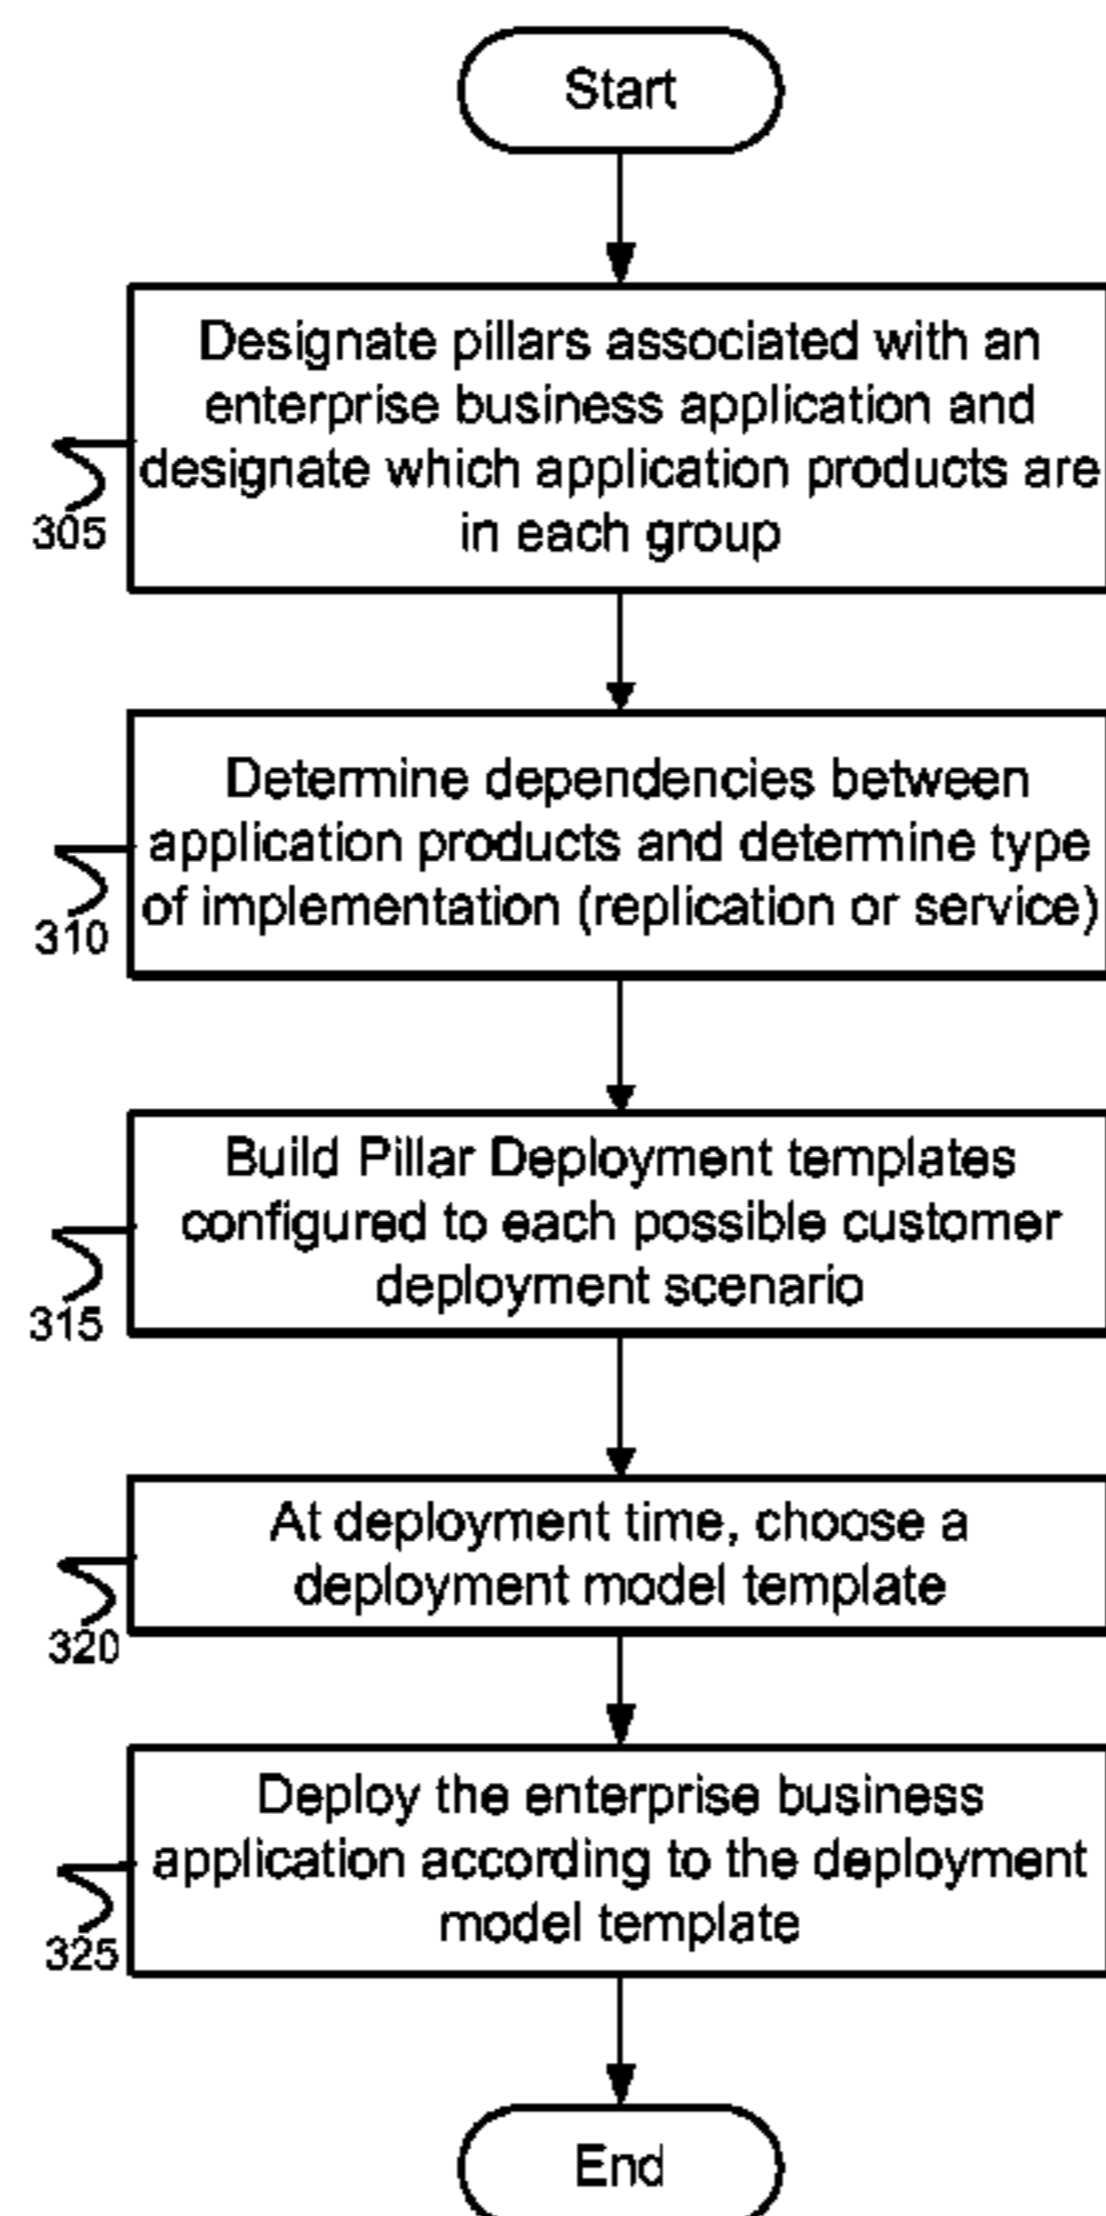 Start
Designate pillars associated with an
enterprise business application and
designate which application products are
in each group
305
Determine dependencies between
application products and determine type
of implementation (replication or service)
310
Build Pillar Deployment templates
configured to each possible customer
deployment scenario
315
At deployment time, choose a
deployment model template
320
Deploy the enterprise business
application according to the deployment
model template
325
End